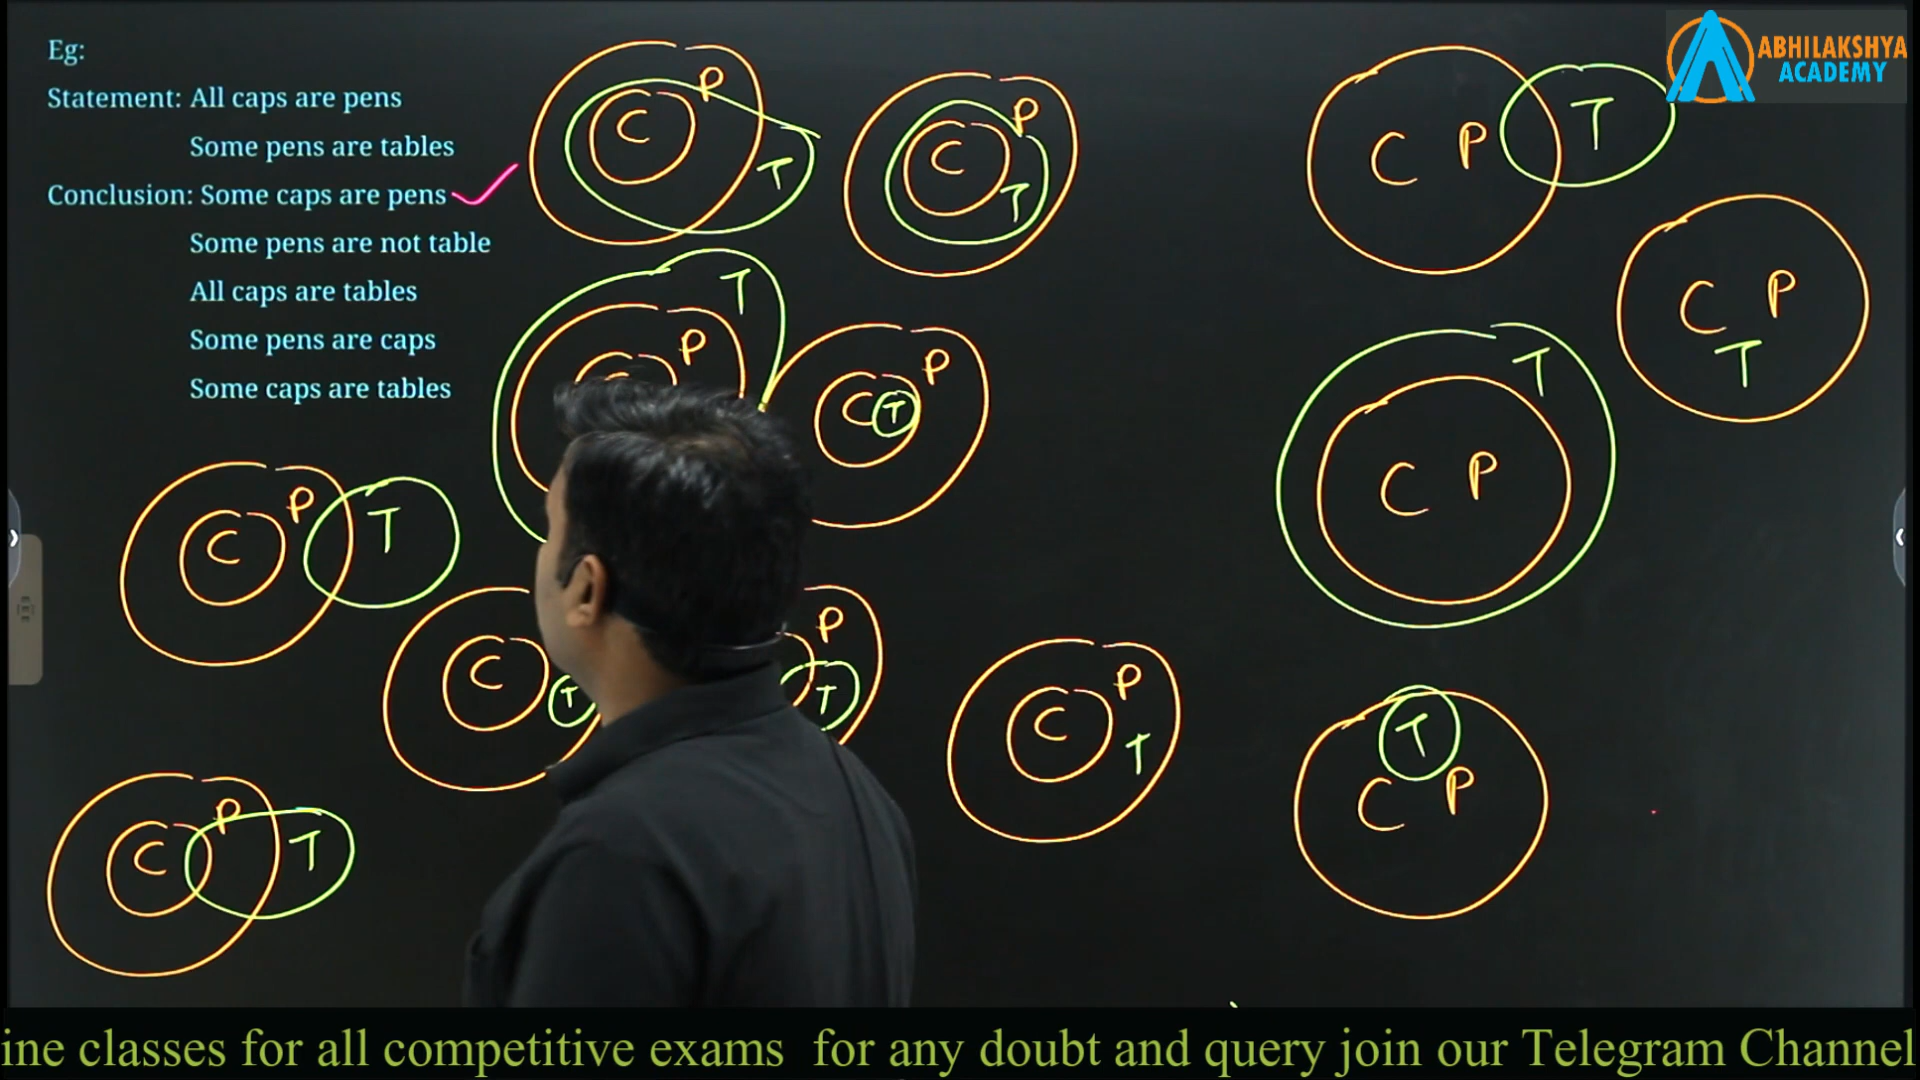 Eg:
Statement: All caps are pens
Some pens are tables
Conclusion: Some caps are pens
Some pens are not table
All caps are tables
Some pens are caps
Some caps are tables
ABHILAKSHYA
ACADEMY
C P T
C P T
C P T
C P T
P T
C P T
C P T
C P T
C P T
C T
P T
C P T
C P T
C P T
ine classes for all competitive exams for any doubt and query join our Telegram Channel